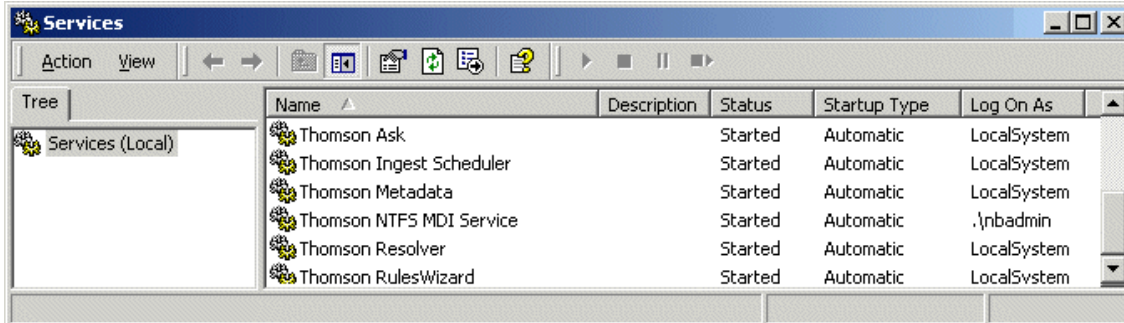 Services
Action View
Tree
Name Description Status Startup Type Log On As
Services (Local)
Thomson Ask Started Automatic LocalSystem
Thomson Ingest Scheduler Started Automatic LocalSystem
Thomson Metadata Started Automatic LocalSystem
Thomson NTFS MDI Service Started Automatic .\nbadmin
Thomson Resolver Started Automatic LocalSystem
Thomson RulesWizard Started Automatic LocalSystem